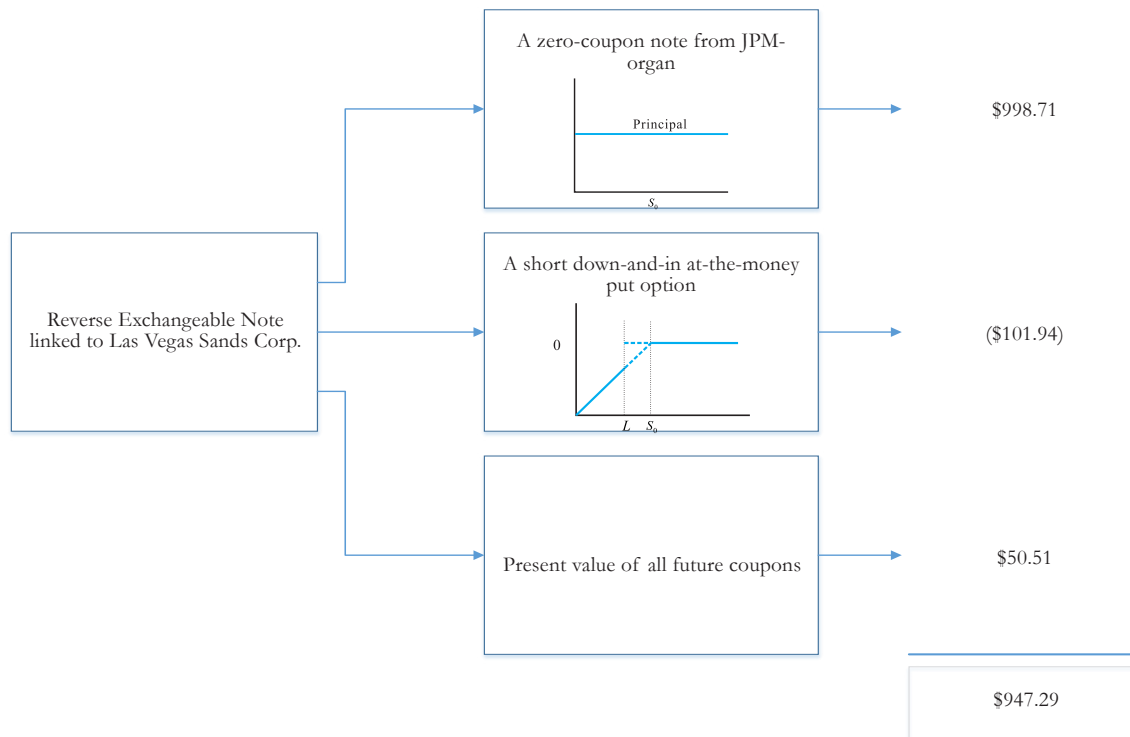 A zero-coupon note from JPM-
organ
Principal
S₀
$998.71
Reverse Exchangeable Note
linked to Las Vegas Sands Corp.
A short down-and-in at-the-money
put option
0
L S₀
($101.94)
Present value of all future coupons
$50.51
$947.29